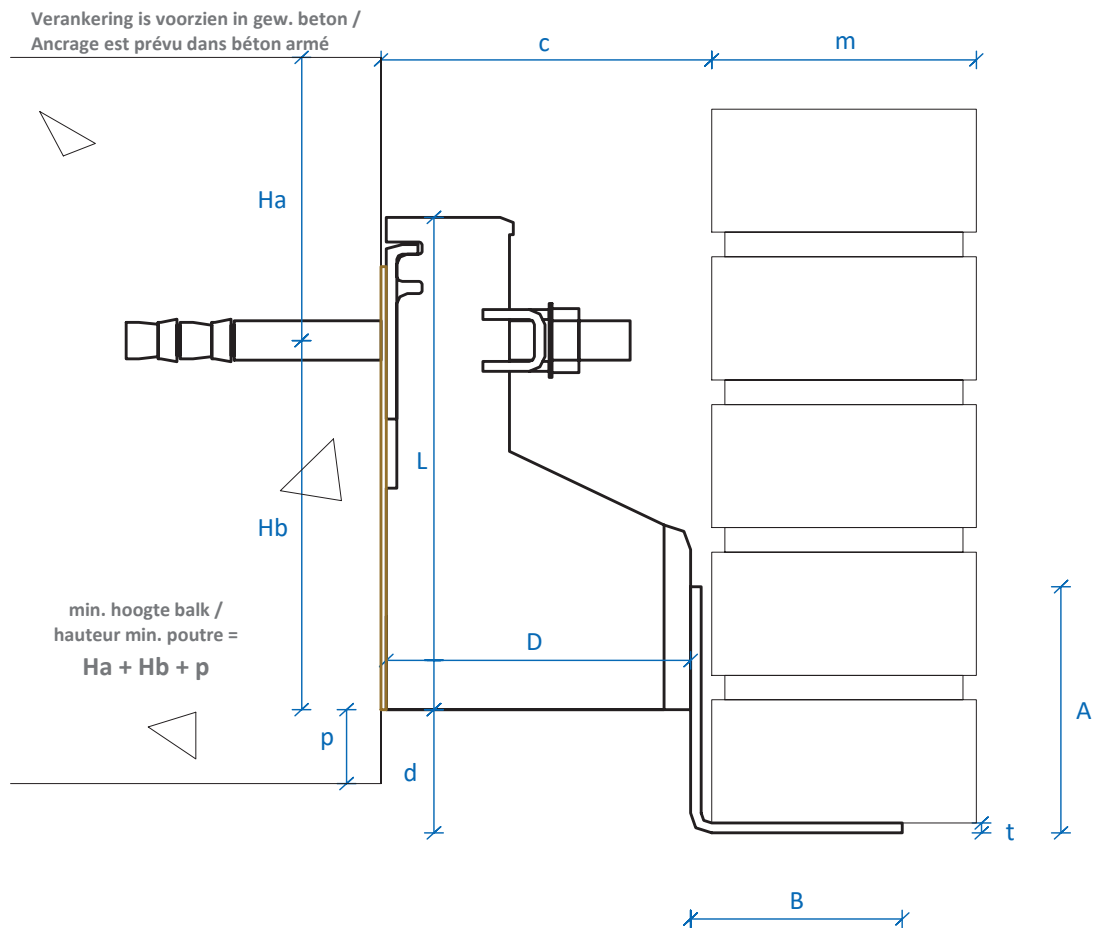 Verankering is voorzien in gew. beton /
Ancrage est prévu dans béton armé
c
m
Ha
L
Hb
min. hoogte balk /
hauteur min. poutre =
Ha + Hb + p
D
A
p
d
t
B